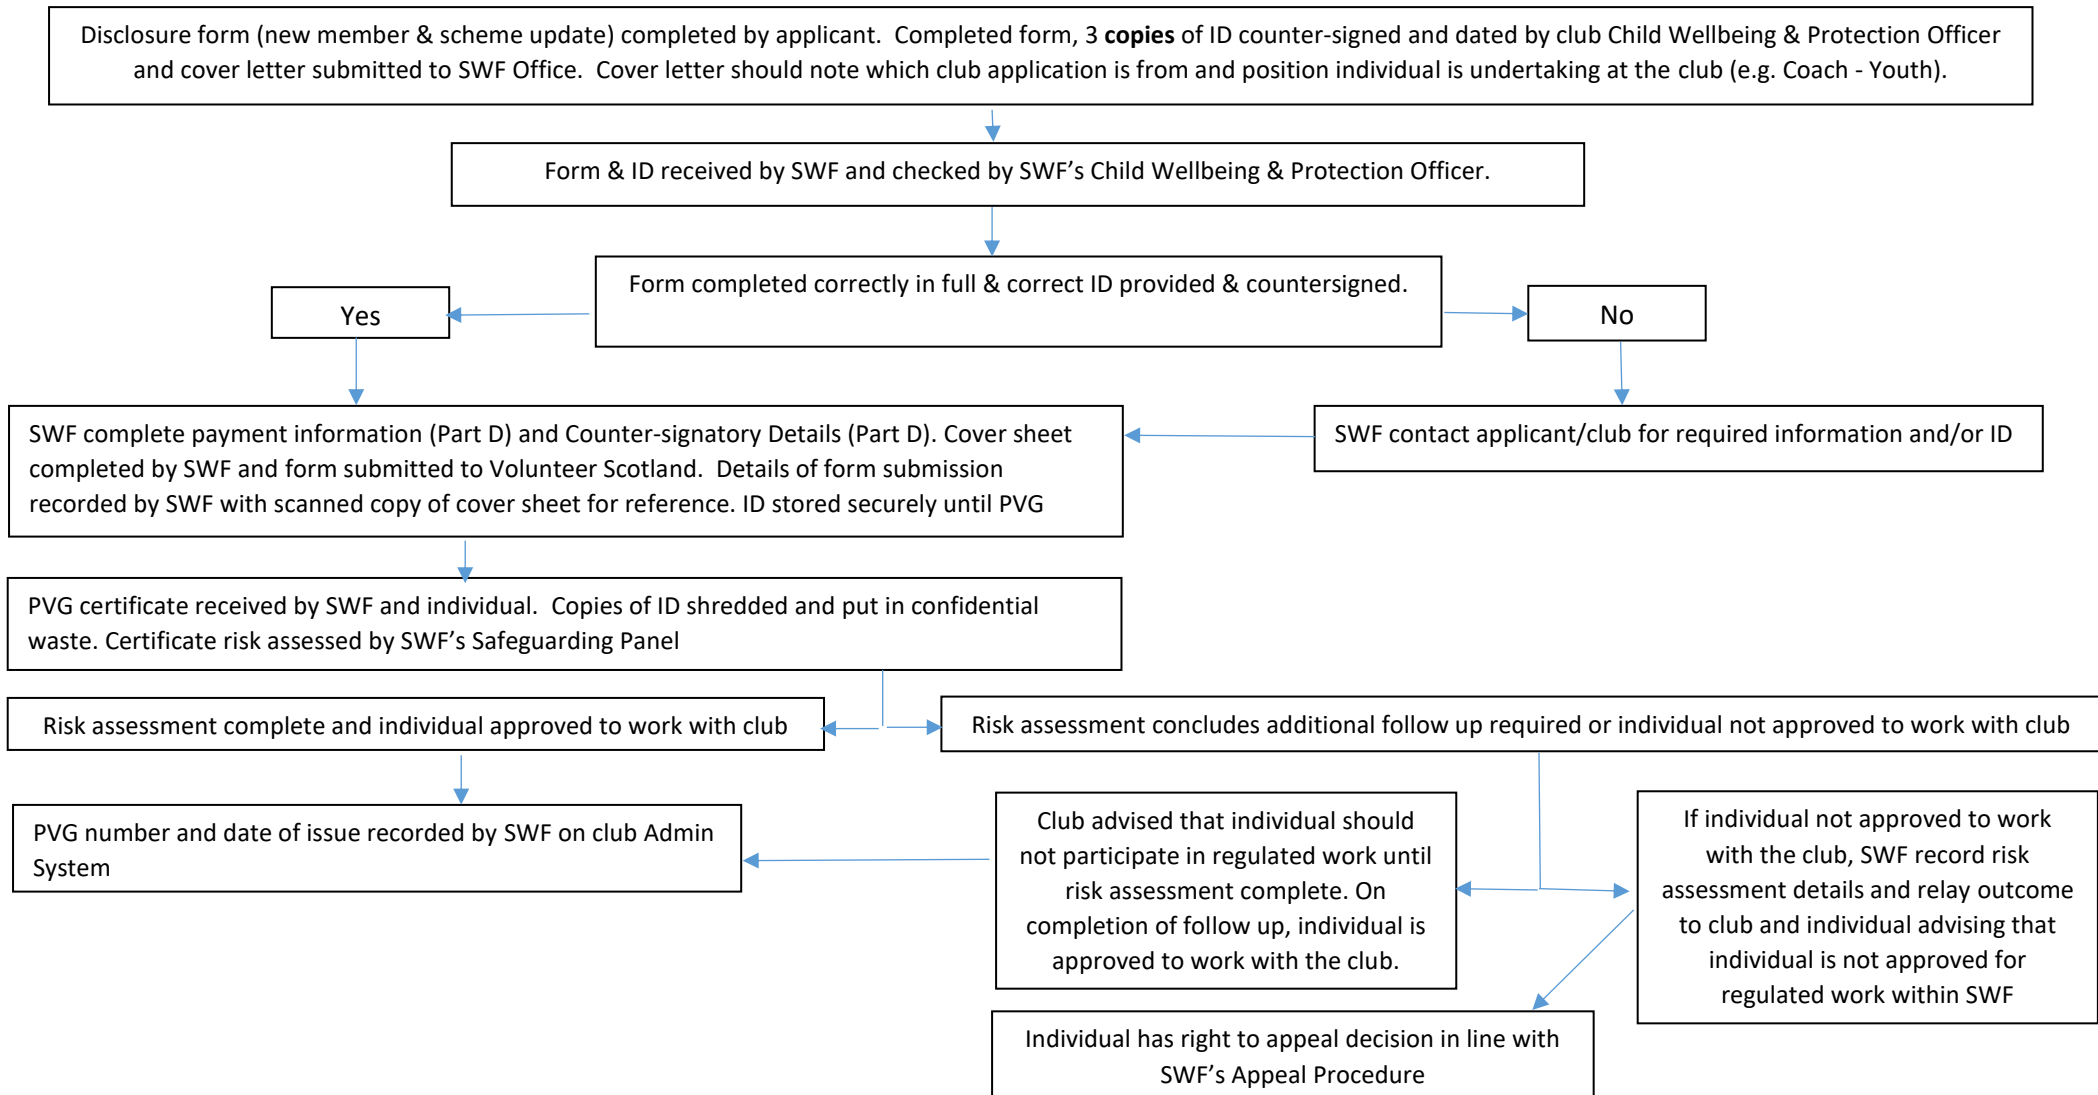 Disclosure form (new member & scheme update) completed by applicant.  Completed form, 3 copies of ID counter-signed and dated by club Child Wellbeing & Protection Officer
and cover letter submitted to SWF Office.  Cover letter should note which club application is from and position individual is undertaking at the club (e.g. Coach - Youth).
Form & ID received by SWF and checked by SWF’s Child Wellbeing & Protection Officer.
Form completed correctly in full & correct ID provided & countersigned.
Yes
No
SWF complete payment information (Part D) and Counter-signatory Details (Part D). Cover sheet
completed by SWF and form submitted to Volunteer Scotland.  Details of form submission
recorded by SWF with scanned copy of cover sheet for reference. ID stored securely until PVG
SWF contact applicant/club for required information and/or ID
PVG certificate received by SWF and individual.  Copies of ID shredded and put in confidential
waste. Certificate risk assessed by SWF’s Safeguarding Panel
Risk assessment complete and individual approved to work with club
Risk assessment concludes additional follow up required or individual not approved to work with club
PVG number and date of issue recorded by SWF on club Admin
System
Club advised that individual should
not participate in regulated work until
risk assessment complete. On
completion of follow up, individual is
approved to work with the club.
If individual not approved to work
with the club, SWF record risk
assessment details and relay outcome
to club and individual advising that
individual is not approved for
regulated work within SWF
Individual has right to appeal decision in line with
SWF’s Appeal Procedure